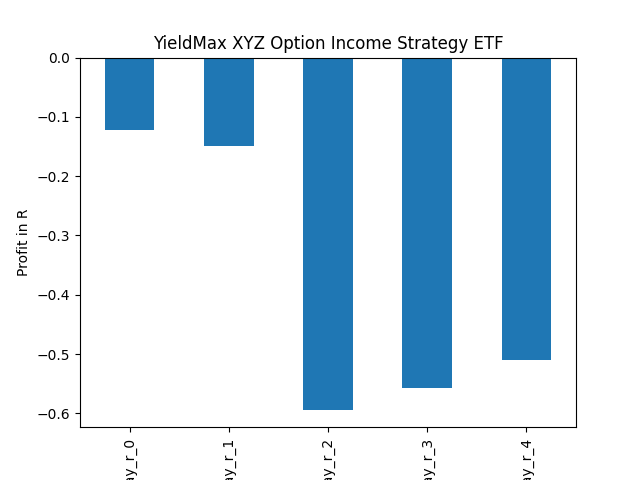 YieldMax XYZ Option Income Strategy ETF
Profit in R
0.0
−0.1
−0.2
−0.3
−0.4
−0.5
−0.6
ay_r_0
ay_r_1
ay_r_2
ay_r_3
ay_r_4